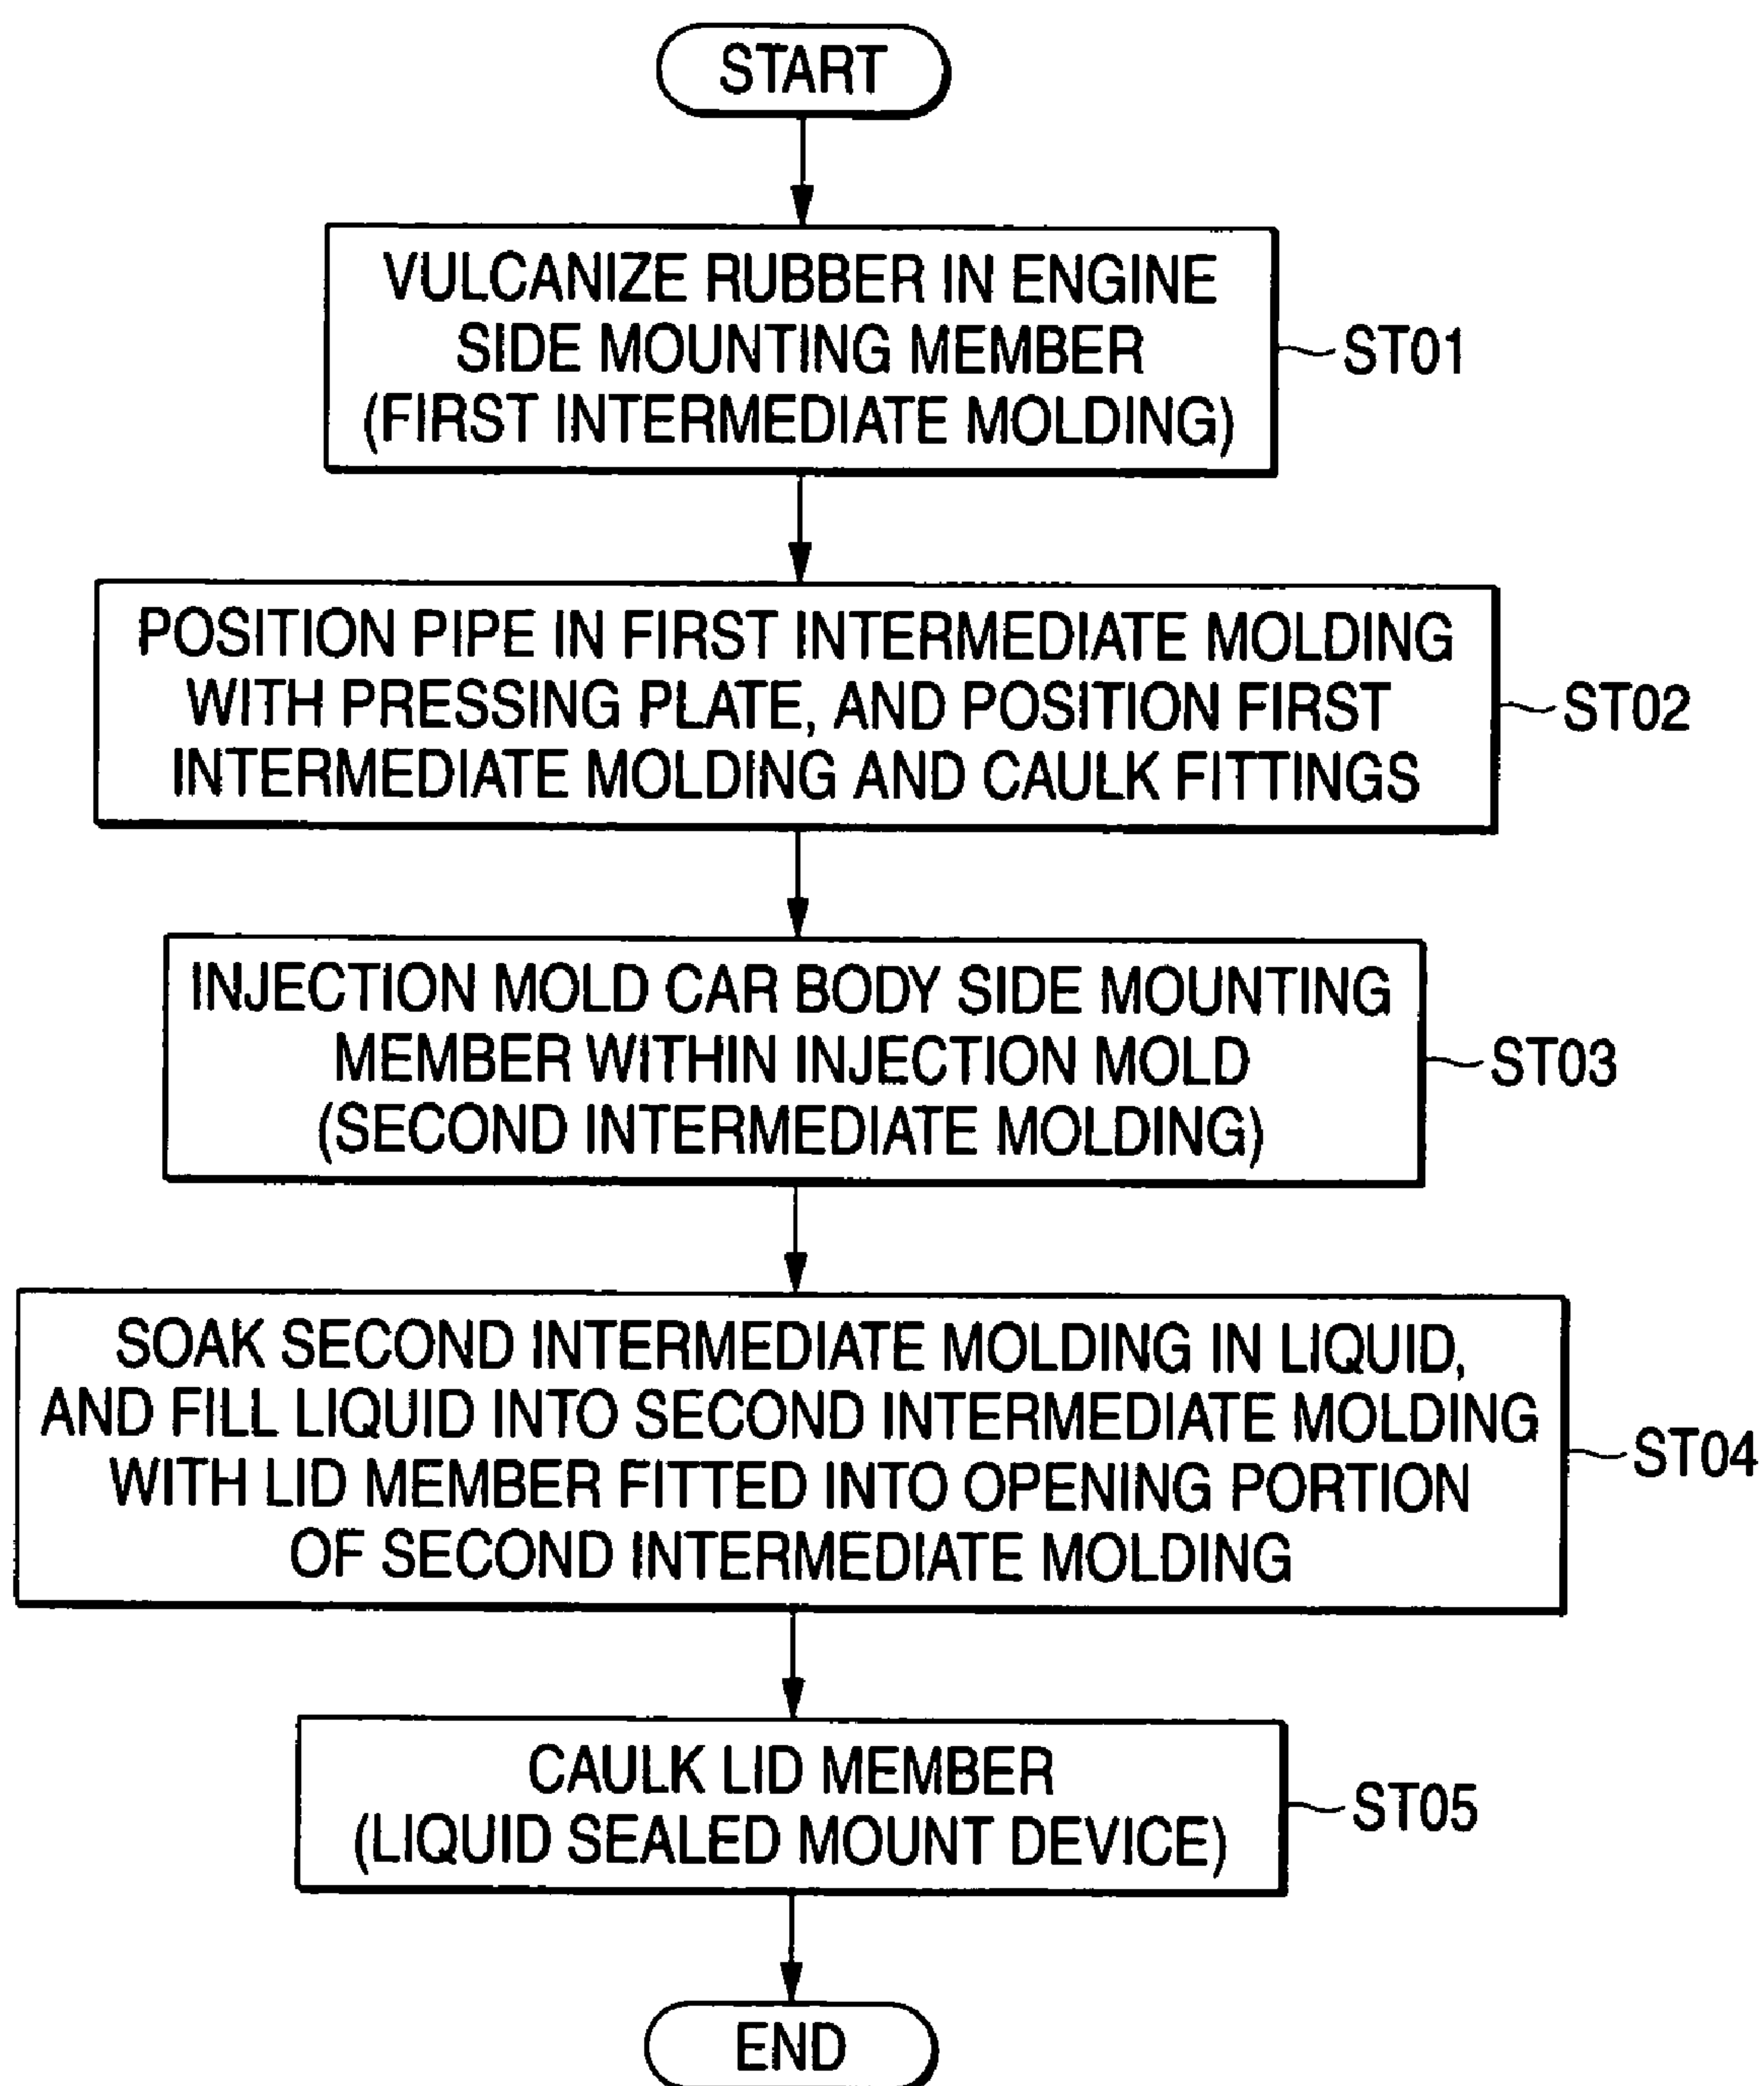 START
VULCANIZE RUBBER IN ENGINE
SIDE MOUNTING MEMBER
(FIRST INTERMEDIATE MOLDING)
ST01
POSITION PIPE IN FIRST INTERMEDIATE MOLDING
WITH PRESSING PLATE, AND POSITION FIRST
INTERMEDIATE MOLDING AND CAULK FITTINGS
ST02
INJECTION MOLD CAR BODY SIDE MOUNTING
MEMBER WITHIN INJECTION MOLD
(SECOND INTERMEDIATE MOLDING)
ST03
SOAK SECOND INTERMEDIATE MOLDING IN LIQUID,
AND FILL LIQUID INTO SECOND INTERMEDIATE MOLDING
WITH LID MEMBER FITTED INTO OPENING PORTION
OF SECOND INTERMEDIATE MOLDING
ST04
CAULK LID MEMBER
(LIQUID SEALED MOUNT DEVICE)
ST05
END